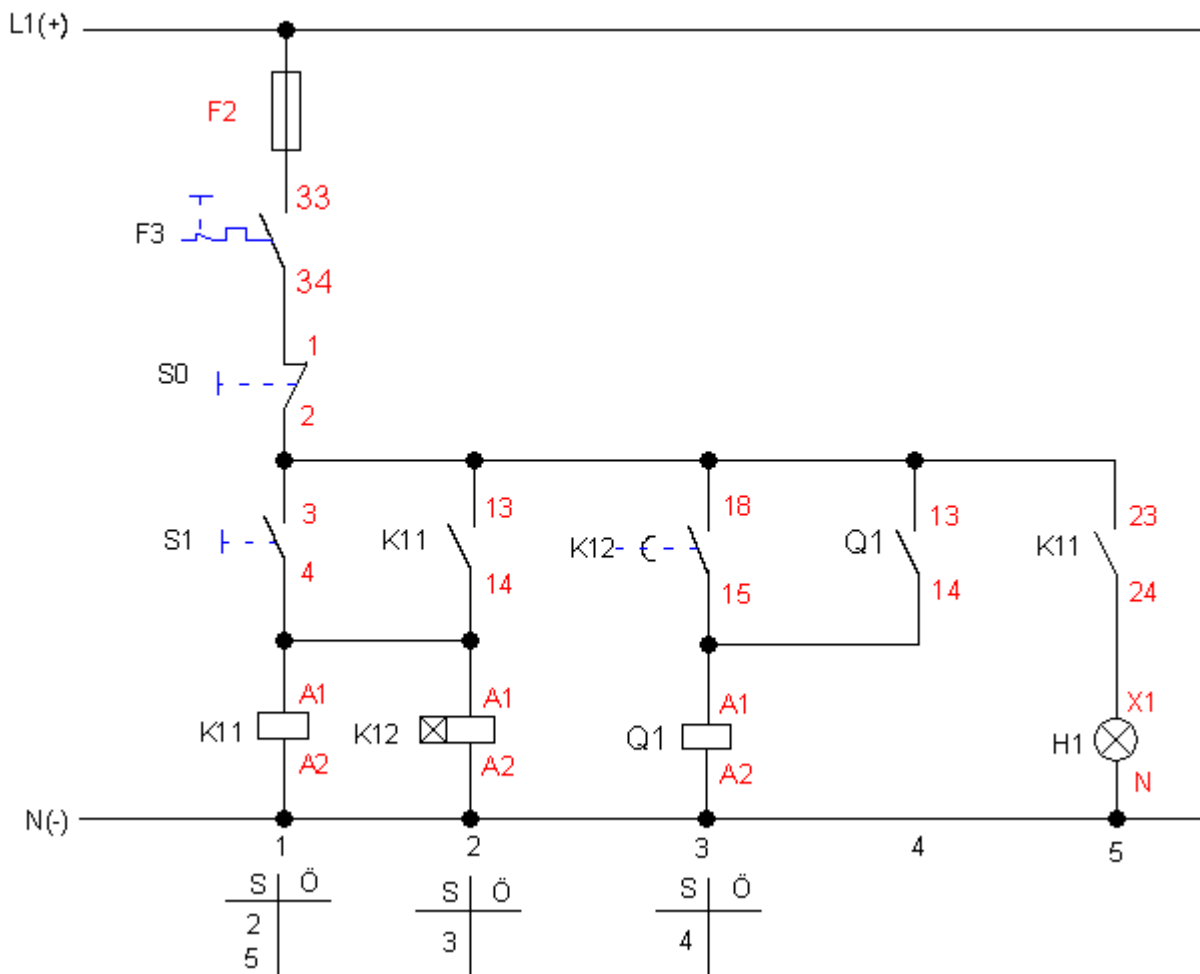 L1(+)
F2
33
F3
34
1
S0
2
3 13 18 13 23
S1 K11 K12 Q1 K11
4 14 15 14 24
A1 A1 A1 X1
K11 K12 Q1 H1
A2 A2 A2 N
N(-)
1 2 3 4 5
S Ö S Ö S Ö
2 3 4
5